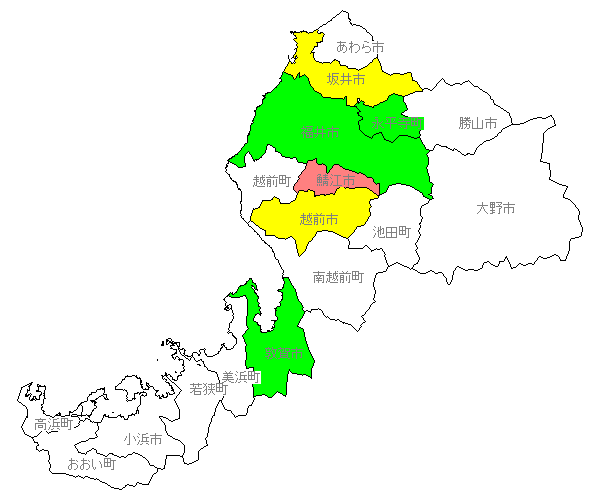 あわら市
坂井市
福井市
永平寺町
勝山市
越前町
鯖江市
大野市
越前市
池田町
南越前町
敦賀市
美浜町
若狭町
高浜町
小浜市
おおい町